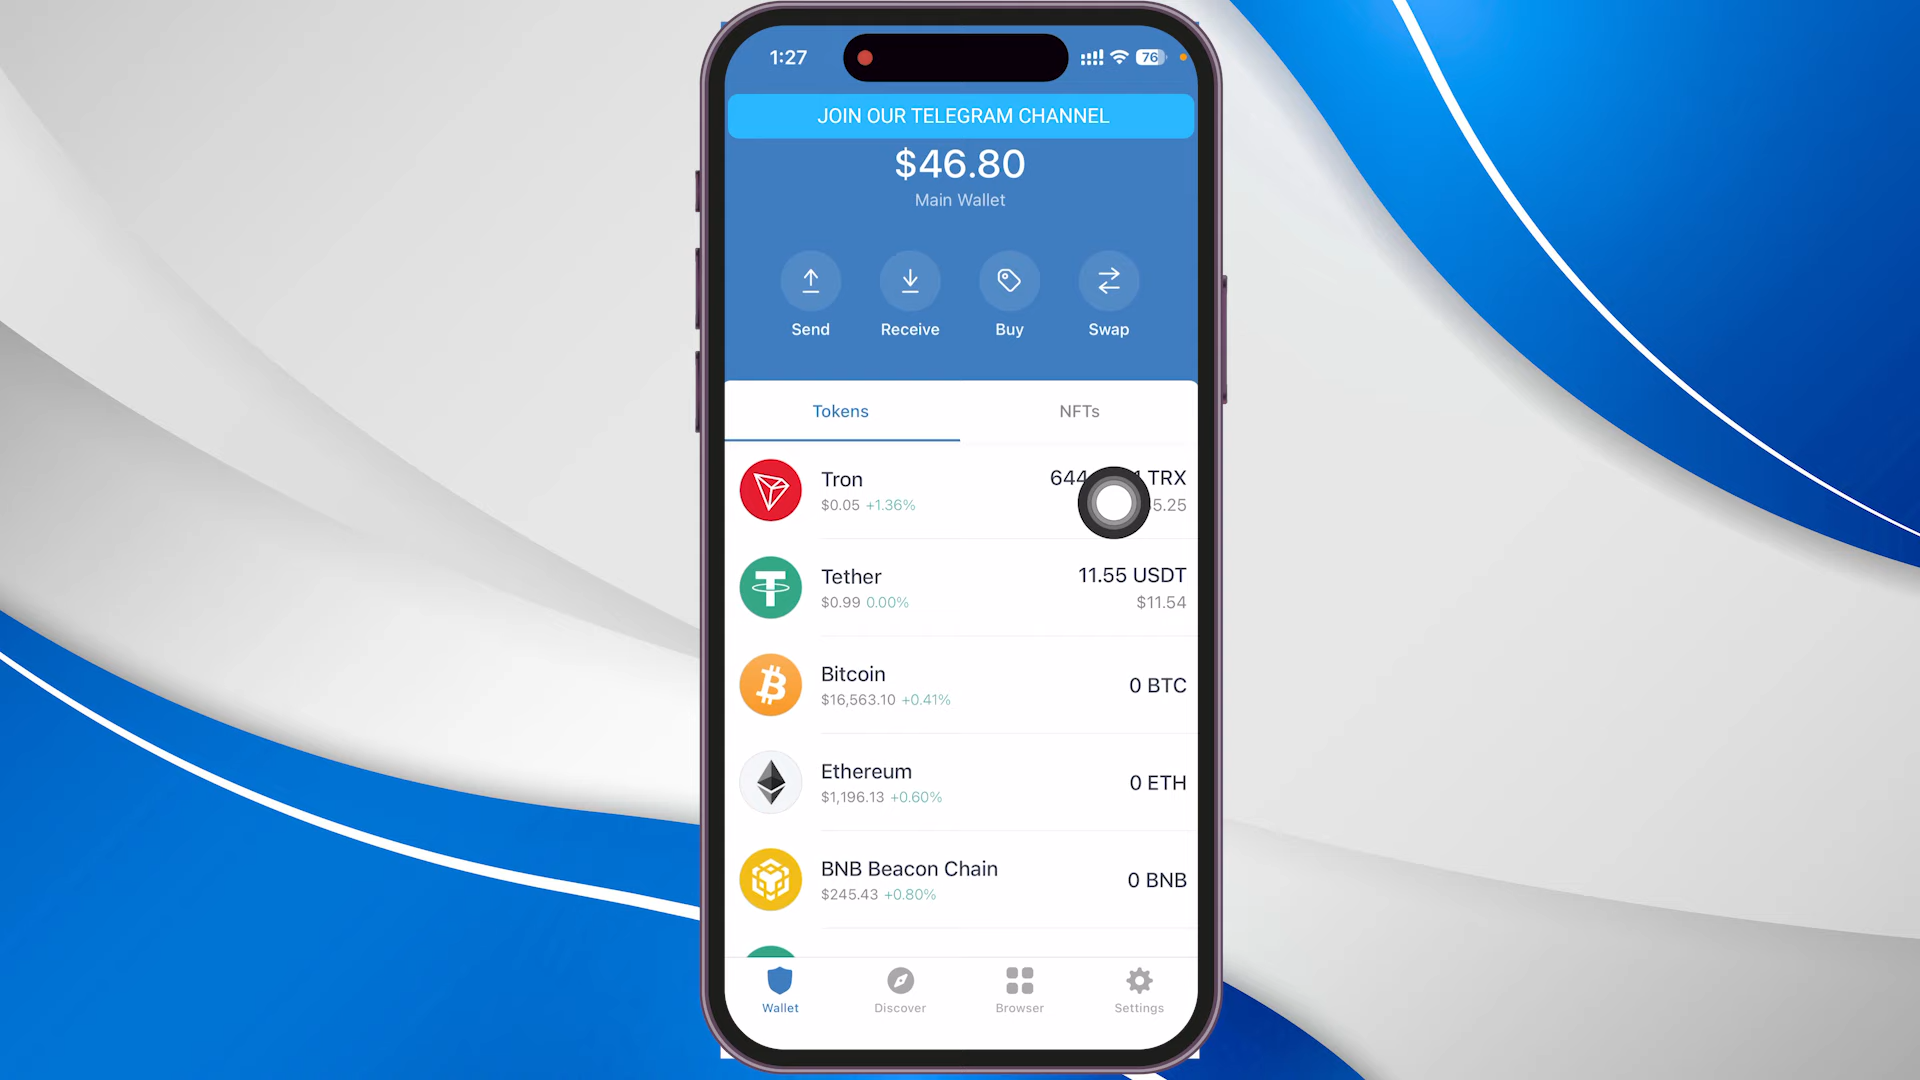 1:27
76
JOIN OUR TELEGRAM CHANNEL
$46.80
Main Wallet
Send
Receive
Buy
Swap
Tokens
NFTs
Tron
TRX
$0.05 +1.36%
Tether
11.55 USDT
$0.99 0.00%
$11.54
Bitcoin
$16,563.10 +0.41%
0 BTC
Ethereum
$1,196.13 +0.60%
0 ETH
BNB Beacon Chain
$245.43 +0.80%
0 BNB
Wallet
Discover
Browser
Settings